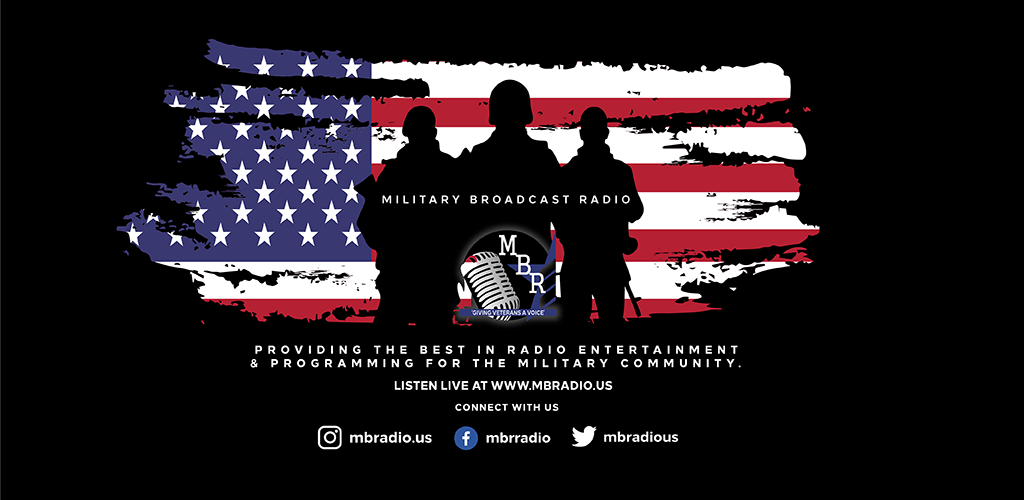 MILITARY BROADCAST RADIO
M
B
R
"GIVING VETERANS A VOICE"
PROVIDING THE BEST IN RADIO ENTERTAINMENT
& PROGRAMMING FOR THE MILITARY COMMUNITY.
LISTEN LIVE AT WWW.MBRADIO.US
CONNECT WITH US
mbradio.us mbrradio mbradious